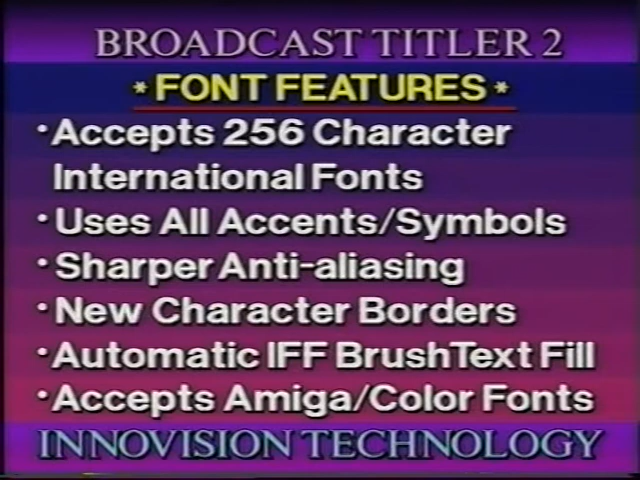 BROADCAST TITLER 2
* FONT FEATURES *
•Accepts 256 Character
International Fonts
•Uses All Accents/Symbols
•Sharper Anti-aliasing
•New Character Borders
•Automatic IFF BrushText Fill
•Accepts Amiga/Color Fonts
INNOVISION TECHNOLOGY